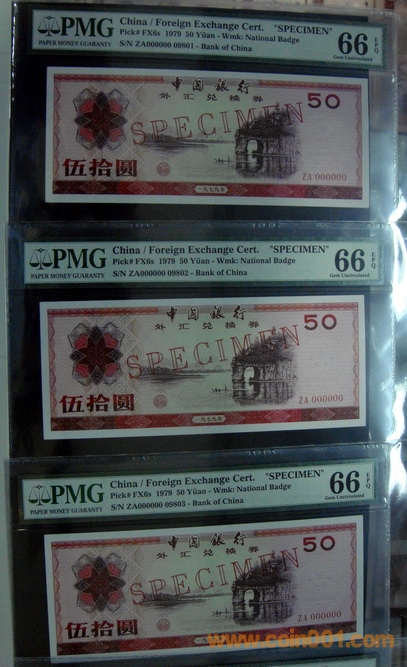 PMG
PAPER MONEY GUARANTY
China / Foreign Exchange Cert. "SPECIMEN"
Pick# FX6s 1979 50 Yüan - Wmk: National Badge
S/N ZA000000 09801 - Bank of China
66 EPQ
Gem Uncirculated
中国银行
外汇兑换券
50
SPECIMEN
ZA 000000
伍拾圆
一九七九年
PMG
PAPER MONEY GUARANTY
China / Foreign Exchange Cert. "SPECIMEN"
Pick# FX6s 1979 50 Yüan - Wmk: National Badge
S/N ZA000000 09802 - Bank of China
66 EPQ
Gem Uncirculated
中国银行
外汇兑换券
50
SPECIMEN
ZA 000000
伍拾圆
一九七九年
PMG
PAPER MONEY GUARANTY
China / Foreign Exchange Cert. "SPECIMEN"
Pick# FX6s 1979 50 Yüan - Wmk: National Badge
S/N ZA000000 09803 - Bank of China
66 EPQ
Gem Uncirculated
中国银行
外汇兑换券
50
SPECIMEN
ZA 000000
伍拾圆
一九七九年
www.coin001.com